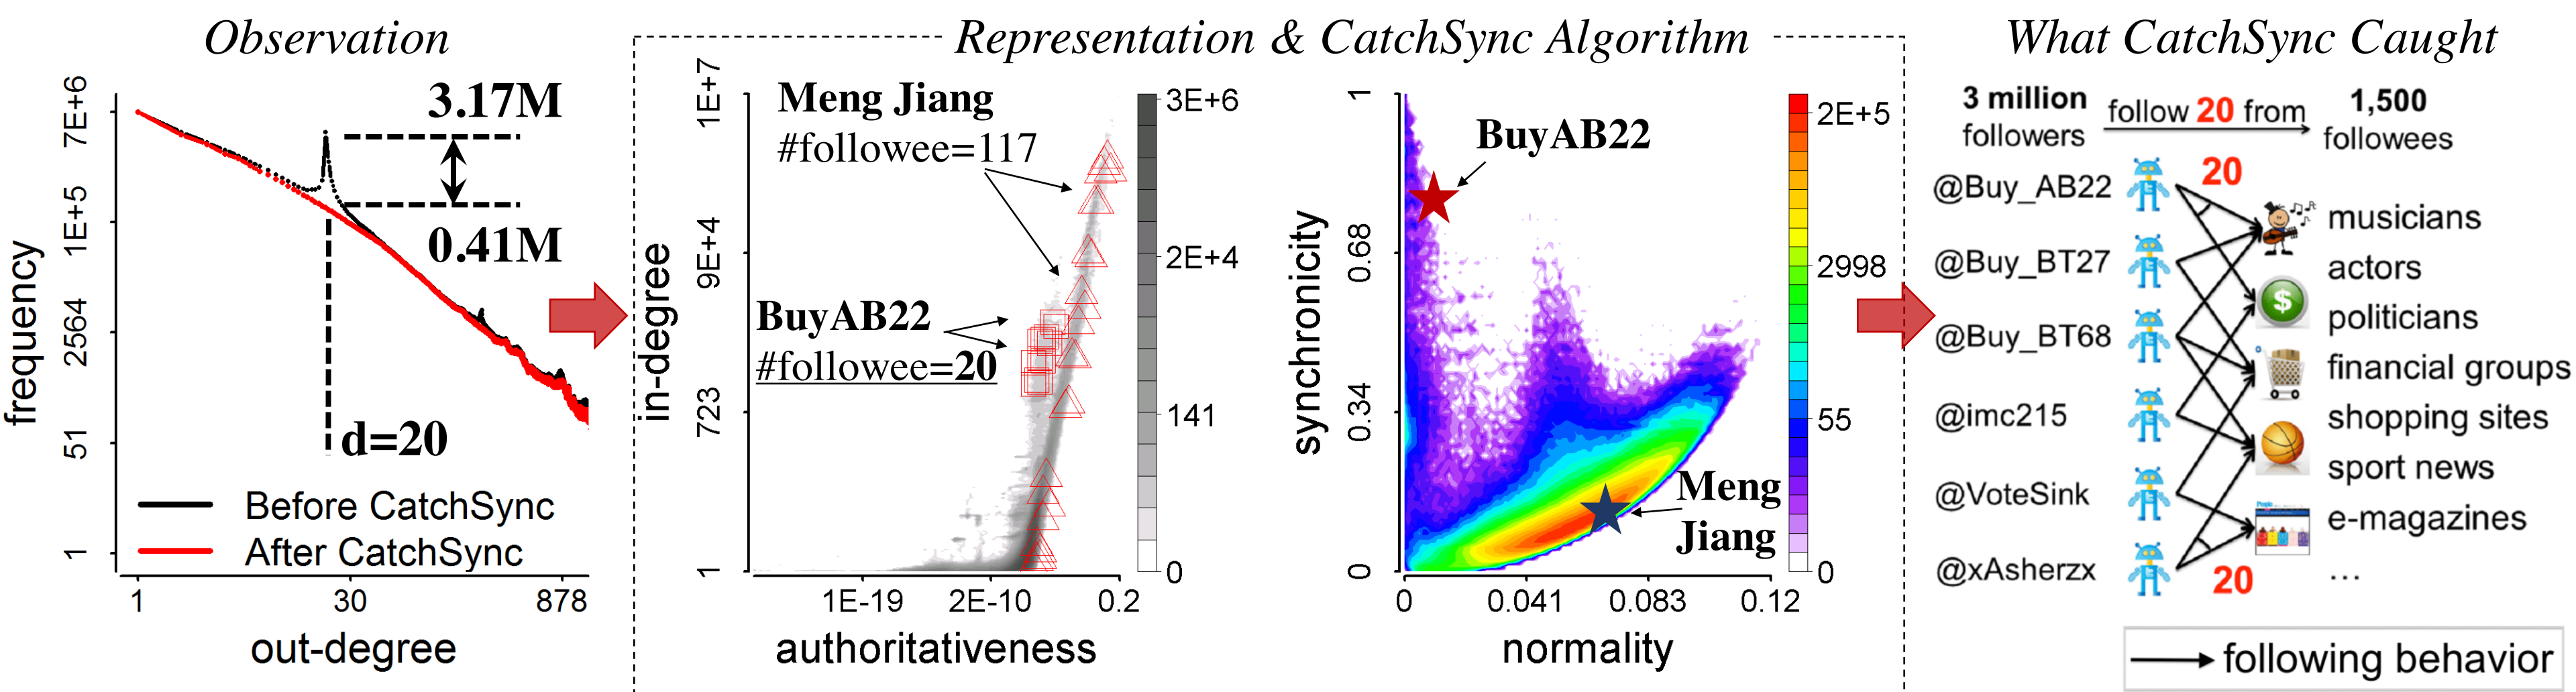 Observation
3.17M
0.41M
d=20
Before CatchSync
After CatchSync
frequency
7E+6
1E+5
2564
51
1
1
30
878
out-degree
Representation & CatchSync Algorithm
Meng Jiang
#followee=117
BuyAB22
#followee=20
in-degree
1E+7
9E+4
723
1
1E-19
2E-10
0.2
authoritativeness
3E+6
2E+4
141
0
BuyAB22
Meng
Jiang
synchronicity
1
0.68
0.34
0
0
0.041
0.083
0.12
normality
2E+5
2998
55
0
What CatchSync Caught
3 million
followers
follow 20 from
1,500
followees
20
@Buy_AB22
@Buy_BT27
@Buy_BT68
@imc215
@VoteSink
@xAsherzx
20
musicians
actors
politicians
financial groups
shopping sites
sport news
e-magazines
...
$
following behavior